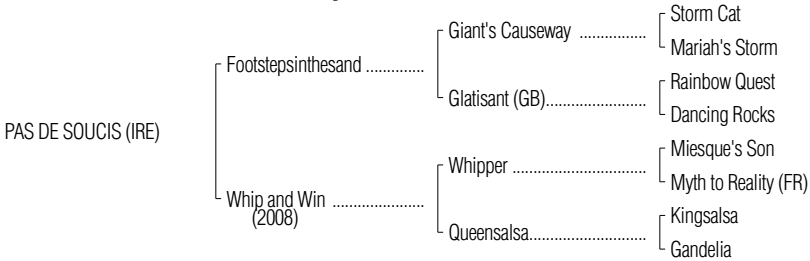 Storm Cat
Giant's Causeway ................
Mariah's Storm
Footstepsinthesand ..............
Rainbow Quest
Glatisant (GB)........................
Dancing Rocks
PAS DE SOUCIS (IRE)
Miesque's Son
Whipper ................................
Myth to Reality (FR)
Whip and Win ......................
(2008)
Kingsalsa
Queensalsa............................
Gandelia